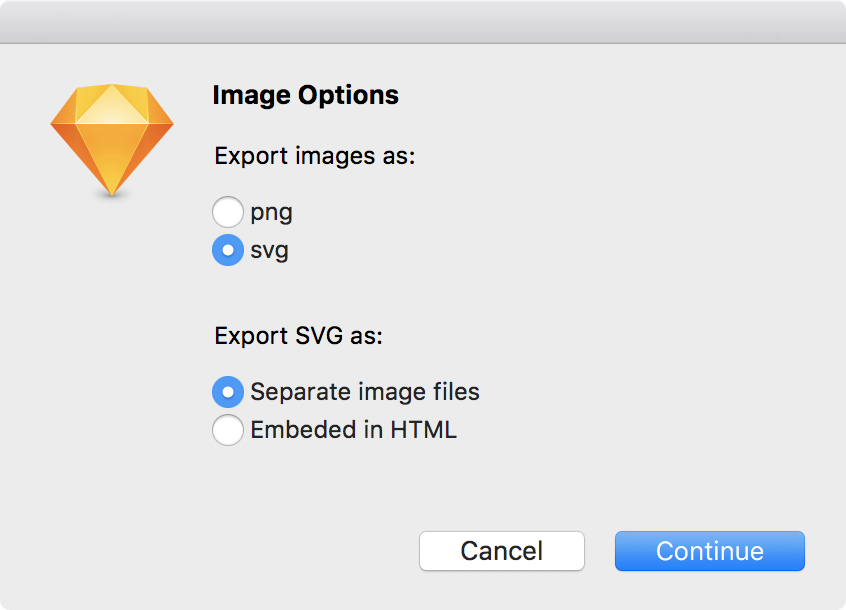 Image Options
Export images as:
png
svg
Export SVG as:
Separate image files
Embeded in HTML
Cancel
Continue